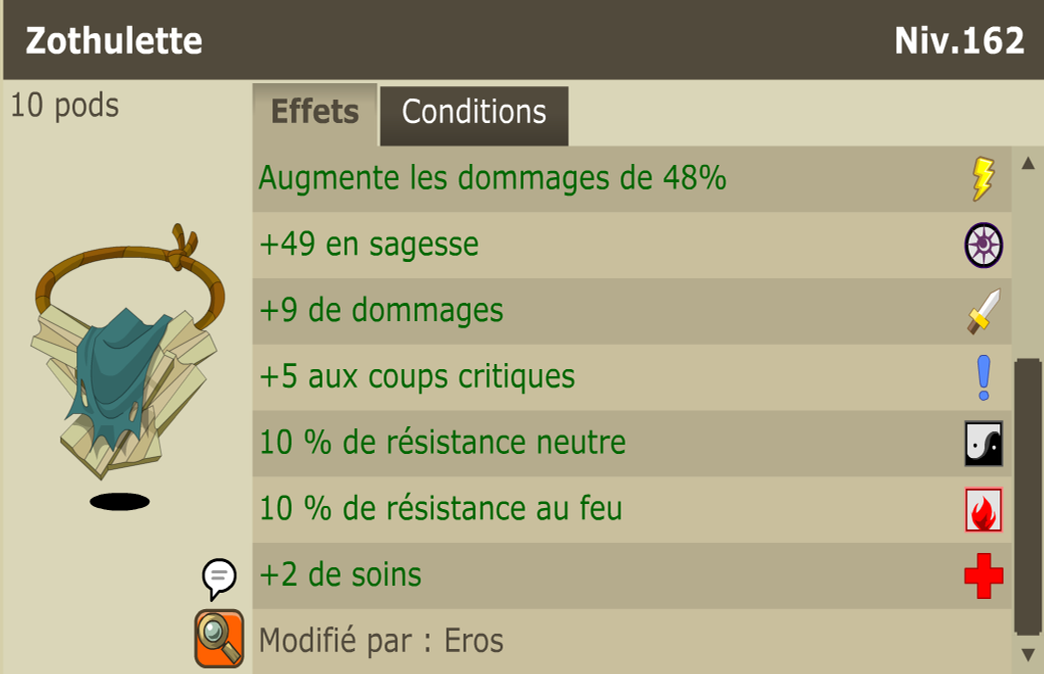 Zothulette
Niv.162
10 pods
Effets
Conditions
Augmente les dommages de 48%
+49 en sagesse
+9 de dommages
+5 aux coups critiques
10 % de résistance neutre
10 % de résistance au feu
+2 de soins
Modifié par : Eros